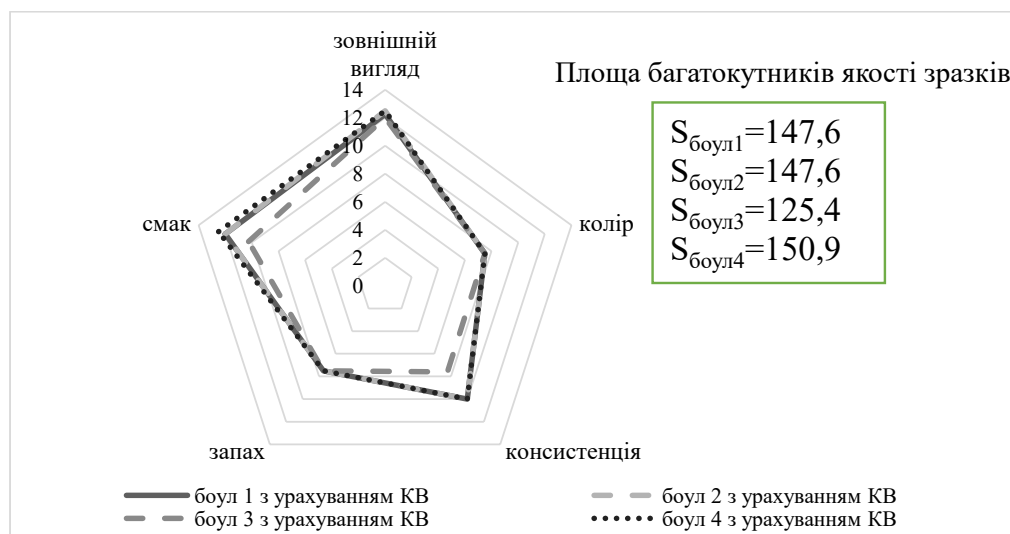 зовнішній
вигляд
Площа багатокутників якості зразків
14
12
10
8
6
4
2
0
Sбоул1=147,6
Sбоул2=147,6
Sбоул3=125,4
Sбоул4=150,9
смак
колір
запах
консистенція
боул 1 з урахуванням КВ
боул 2 з урахуванням КВ
боул 3 з урахуванням КВ
боул 4 з урахуванням КВ